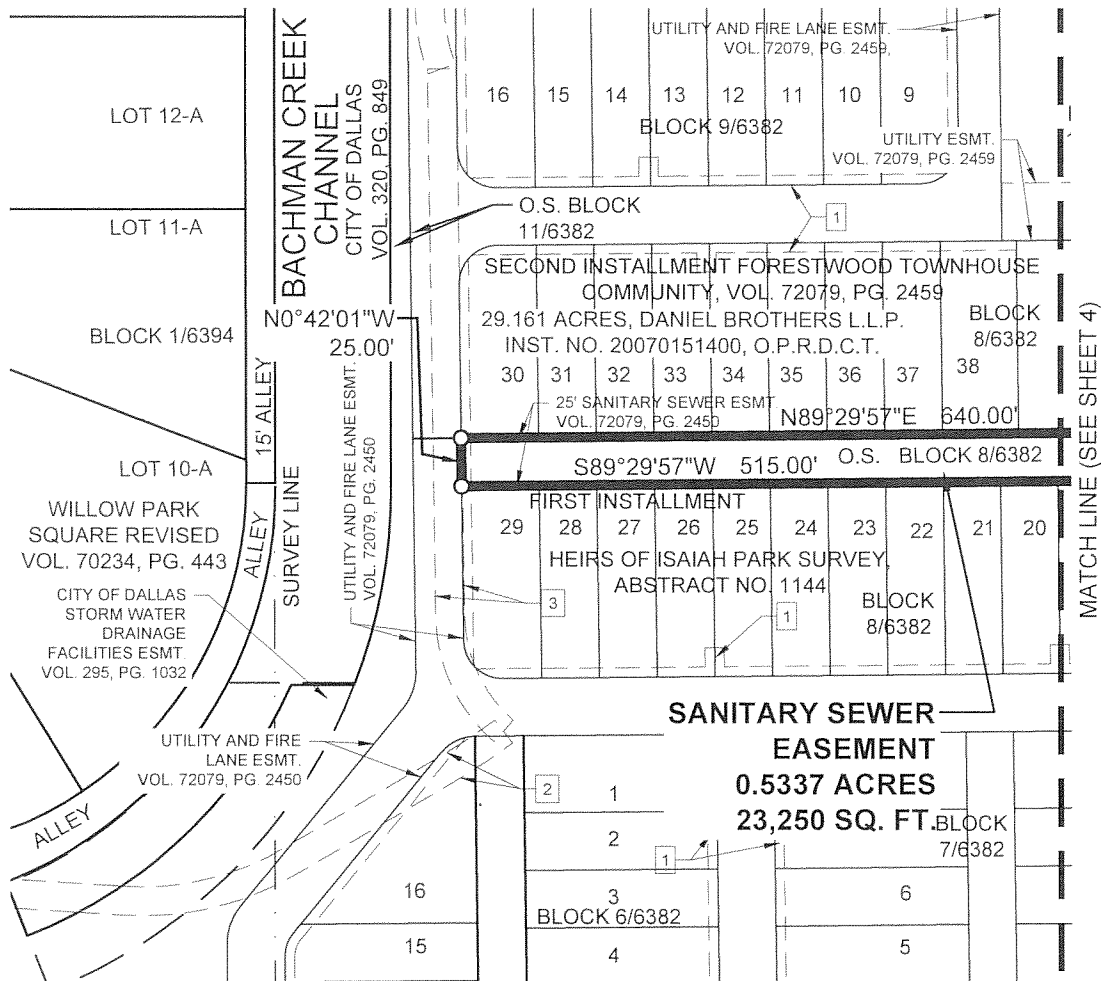 UTILITY AND FIRE LANE ESMT.
VOL. 72079, PG. 2459,
LOT 12-A
BACHMAN CREEK
CHANNEL
CITY OF DALLAS
VOL. 320, PG. 849
16 15 14 13 12 11 10 9
BLOCK 9/6382
UTILITY ESMT.
VOL. 72079, PG. 2459
O.S. BLOCK
11/6382
1
LOT 11-A
SECOND INSTALLMENT FORESTWOOD TOWNHOUSE
COMMUNITY, VOL. 72079, PG. 2459
29.161 ACRES, DANIEL BROTHERS L.L.P.
INST. NO. 20070151400, O.P.R.D.C.T.
BLOCK
8/6382
N0°42'01"W
25.00'
BLOCK 1/6394
30 31 32 33 34 35 36 37 38
25' SANITARY SEWER ESMT
VOL. 72079, PG. 2450
N89°29'57"E 640.00'
15' ALLEY
UTILITY AND FIRE LANE ESMT.
VOL. 72079, PG. 2450
MATCH LINE (SEE SHEET 4)
LOT 10-A
S89°29'57"W 515.00'
O.S. BLOCK 8/6382
FIRST INSTALLMENT
WILLOW PARK
SQUARE REVISED
VOL. 70234, PG. 443
ALLEY
SURVEY LINE
29 28 27 26 25 24 23 22 21 20
HEIRS OF ISAIAH PARK SURVEY,
ABSTRACT NO. 1144
CITY OF DALLAS
STORM WATER
DRAINAGE
FACILITIES ESMT.
VOL. 295, PG. 1032
3
1
BLOCK
8/6382
SANITARY SEWER
EASEMENT
0.5337 ACRES
23,250 SQ. FT.
UTILITY AND FIRE
LANE ESMT.
VOL. 72079, PG. 2450
2
1
2
BLOCK
7/6382
ALLEY
1
16
3
6
BLOCK 6/6382
15
4
5